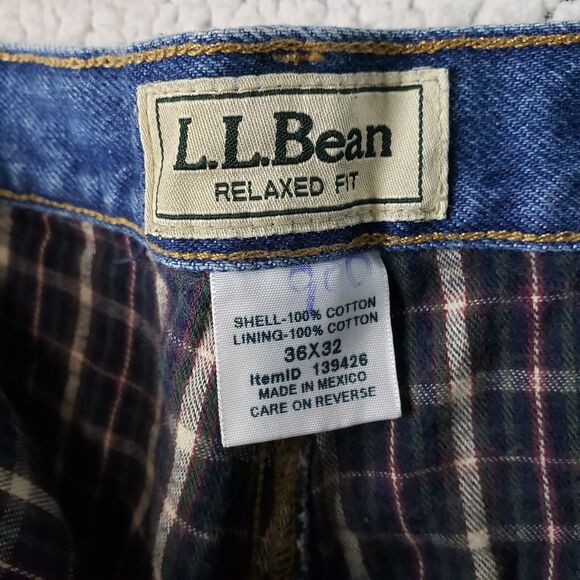 L.L.Bean
RELAXED FIT
SHELL-100% COTTON
LINING-100% COTTON
36X32
ItemID 139426
MADE IN MEXICO
CARE ON REVERSE